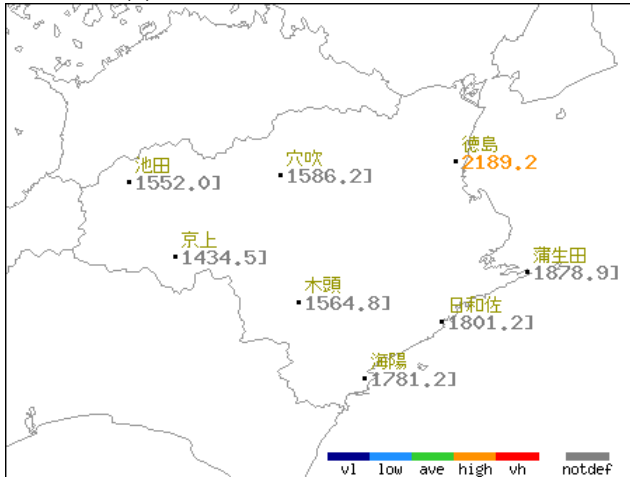 徳島
2189.2
穴吹
1586.2]
池田
1552.0]
京上
1434.5]
蒲生田
1878.9]
木頭
1564.8]
日和佐
1801.2]
海陽
1781.2]
vl low ave high vh notdef